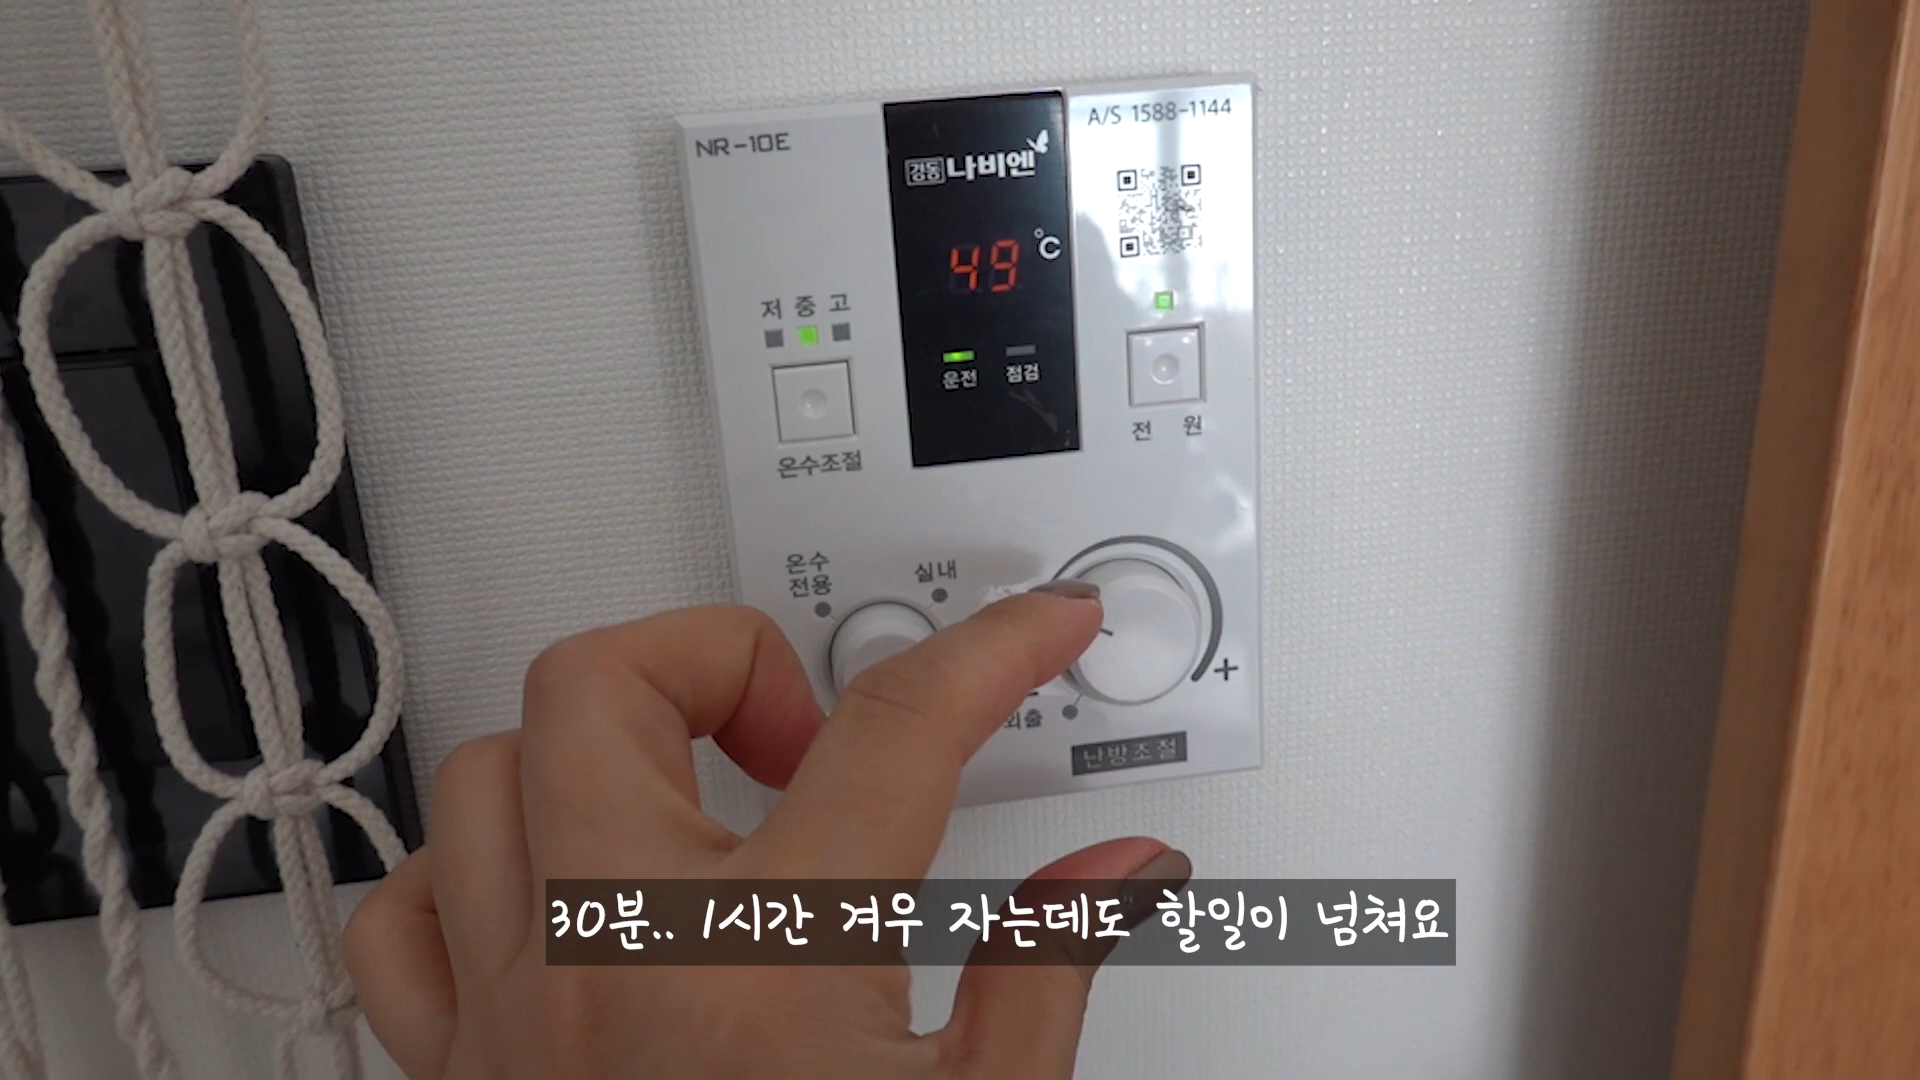 NR-10E
A/S 1588-1144
경동 나비엔
49 °C
저 중 고
운전 점검
온수조절
전 원
온수
전용
실내
+
외출
난방조절
30분.. 1시간 겨우 자는데도 할일이 넘쳐요